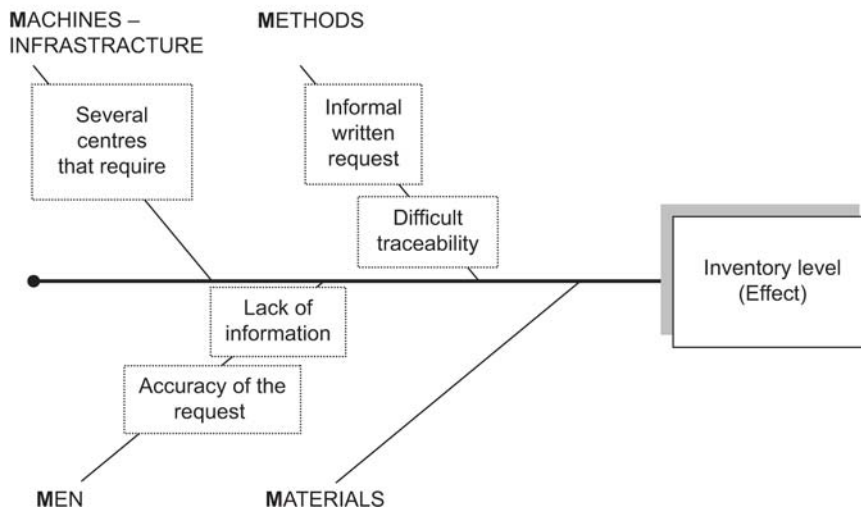 MACHINES –
INFRASTRACTURE
METHODS
Several
centres
that require
Informal
written
request
Difficult
traceability
Inventory level
(Effect)
Lack of
information
Accuracy of the
request
MEN
MATERIALS